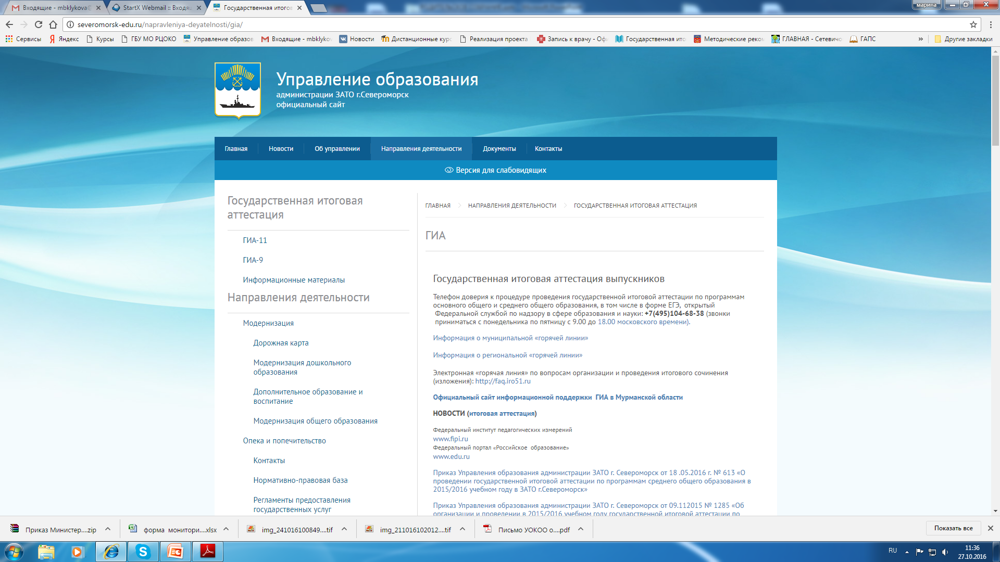 Входящие - mbklykova@
StartX Webmail :: Входящ
Государственная итогов
марина
severomorsk-edu.ru/napravleniya-deyatelnosti/gia/
Сервисы
Яндекс
Курсы
ГБУ МО РЦОКО
Управление образов
Входящие - mbklykov
Новости
Дистанционные курс
Реализация проекта
Запись к врачу - Офи
Государственная ито
Методические реком
ГЛАВНАЯ - Сетевичо
ГАПС
»
Другие закладки
Управление образования
администрации ЗАТО г.Североморск
официальный сайт
Главная
Новости
Об управлении
Направления деятельности
Документы
Контакты
Версия для слабовидящих
Государственная итоговая
аттестация
ГИА-11
ГИА-9
Информационные материалы
Направления деятельности
Модернизация
Дорожная карта
Модернизация дошкольного
образования
Дополнительное образование и
воспитание
Модернизация общего образования
Опека и попечительство
Контакты
Нормативно-правовая база
Регламенты предоставления
государственных услуг
ГЛАВНАЯ
НАПРАВЛЕНИЯ ДЕЯТЕЛЬНОСТИ
ГОСУДАРСТВЕННАЯ ИТОГОВАЯ АТТЕСТАЦИЯ
ГИА
Государственная итоговая аттестация выпускников
Телефон доверия к процедуре проведения государственной итоговой аттестации по программам
основного общего и среднего общего образования, в том числе в форме ЕГЭ,  открытый
Федеральной службой по надзору в сфере образования и науки: +7(495)104-68-38 (звонки
приниматься с понедельника по пятницу с 9.00 до 18.00 московского времени).
Информация о муниципальной «горячей линии»
Информация о региональной «горячей линии»
Электронная «горячая линия» по вопросам организации и проведения итогового сочинения
(изложения): http://faq.iro51.ru
Официальный сайт информационной поддержки  ГИА в Мурманской области
НОВОСТИ (итоговая аттестация)
Федеральный институт педагогических измерений
www.fipi.ru
Федеральный портал «Российское  образование»
www.edu.ru
Приказ Управления образования администрации ЗАТО г. Североморск от 18 .05.2016 г. № 613 «О
проведении государственной итоговой аттестации по программам среднего общего образования в
2015/2016 учебном году в ЗАТО г.Североморск»
Приказ Управления образования администрации ЗАТО г. Североморск от 09.112015 № 1285 «Об
организации и проведении в 2015/2016 учебном году государственной итоговой аттестации по
Приказ Министер....zip
форма  монитори....xlsx
img_241016100849....tif
img_211016102012....tif
Письмо УОКОО о....pdf
Показать все
RU
11:36
27.10.2016